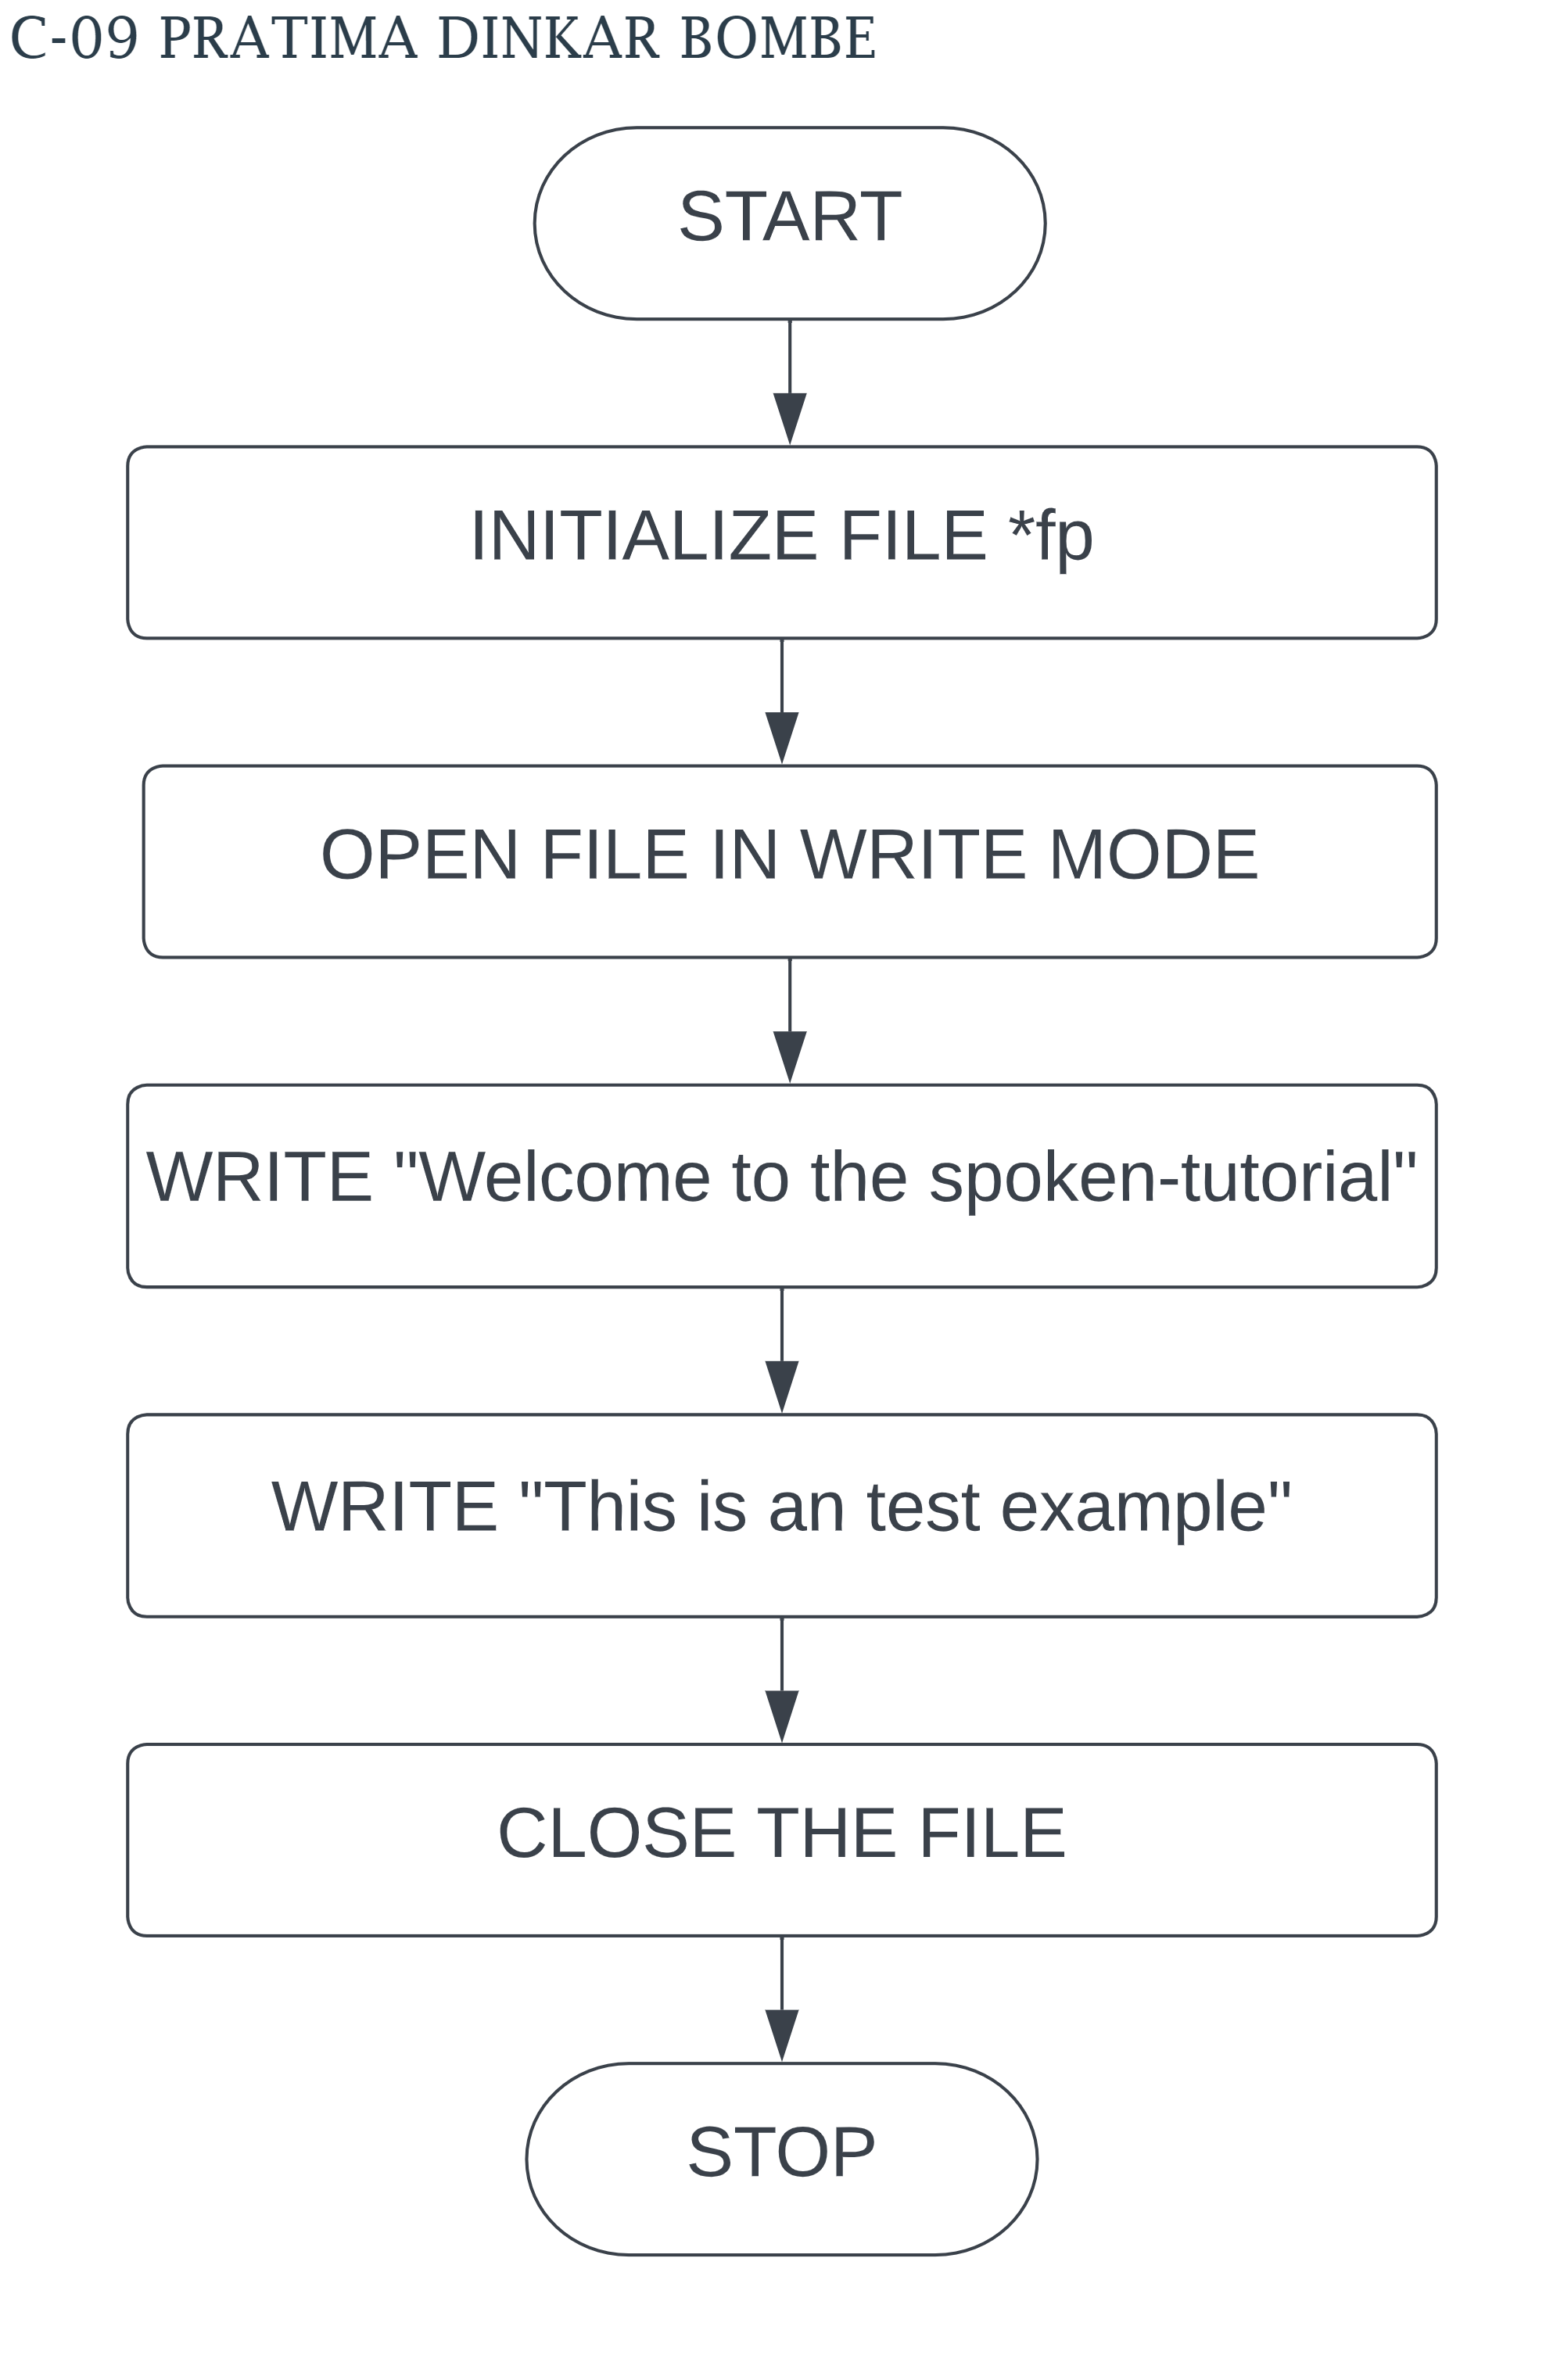 C-09 PRATIMA DINKAR BOMBE
START
INITIALIZE FILE *fp
OPEN FILE IN WRITE MODE
WRITE "Welcome to the spoken-tutorial"
WRITE "This is an test example"
CLOSE THE FILE
STOP